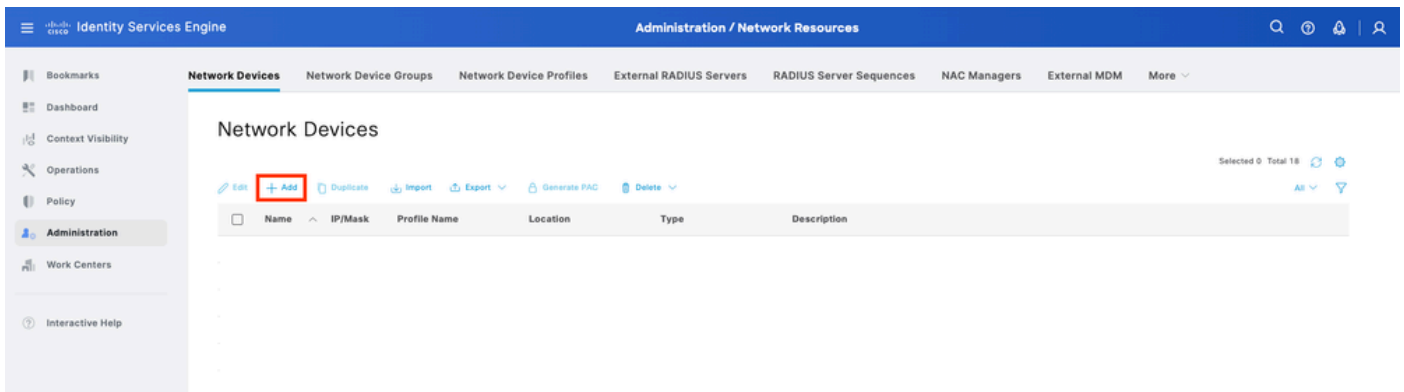 cisco Identity Services Engine
Administration / Network Resources
Bookmarks
Dashboard
Context Visibility
Operations
Policy
Administration
Work Centers
Interactive Help
Network Devices Network Device Groups Network Device Profiles External RADIUS Servers RADIUS Server Sequences NAC Managers External MDM More
Network Devices
Selected 0 Total 18
Edit Add Duplicate Import Export Generate PAC Delete All
Name IP/Mask Profile Name Location Type Description